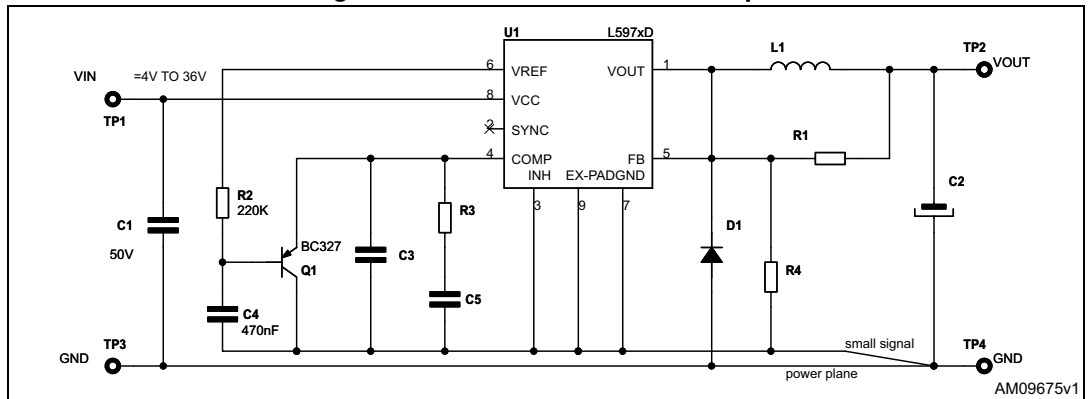 U1
L597xD
L1
TP2
VIN
=4V TO 36V
6
VREF
VOUT
1
VOUT
8
VCC
TP1
2
SYNC
R1
4
COMP
FB
5
INH
EX-PADGND
R2
220K
3
9
7
R3
C2
C1
D1
50V
BC327
C3
Q1
R4
C5
C4
470nF
small signal
TP3
TP4
GND
GND
power plane
AM09675v1